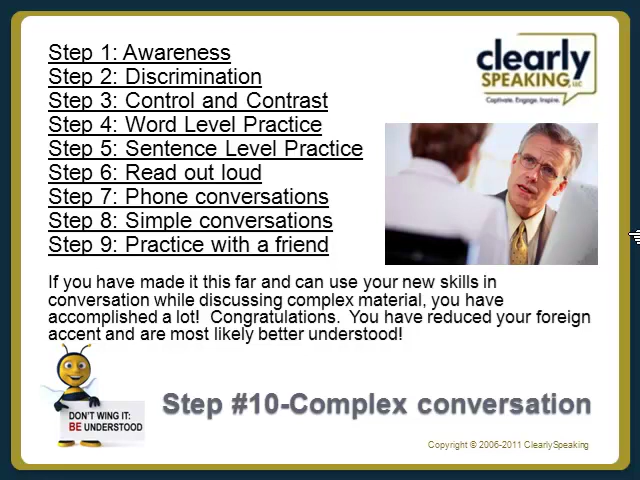 Step 1: Awareness
Step 2: Discrimination
Step 3: Control and Contrast
Step 4: Word Level Practice
Step 5: Sentence Level Practice
Step 6: Read out loud
Step 7: Phone conversations
Step 8: Simple conversations
Step 9: Practice with a friend
clearly
SPEAKING, LLC
Captivate. Engage. Inspire.
If you have made it this far and can use your new skills in
conversation while discussing complex material, you have
accomplished a lot!  Congratulations.  You have reduced your foreign
accent and are most likely better understood!
DON'T WING IT:
BE UNDERSTOOD
Step #10-Complex conversation
Copyright © 2006-2011 ClearlySpeaking